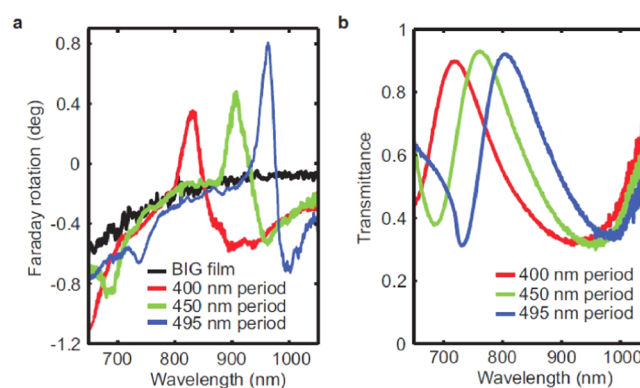 a
0.8
0.4
0
-0.4
-0.8
-1.2
Faraday rotation (deg)
BIG film
400 nm period
450 nm period
495 nm period
700 800 900 1000
Wavelength (nm)
b
1
0.8
0.6
0.4
0.2
0
Transmittance
400 nm period
450 nm period
495 nm period
700 800 900 1000
Wavelength (nm)